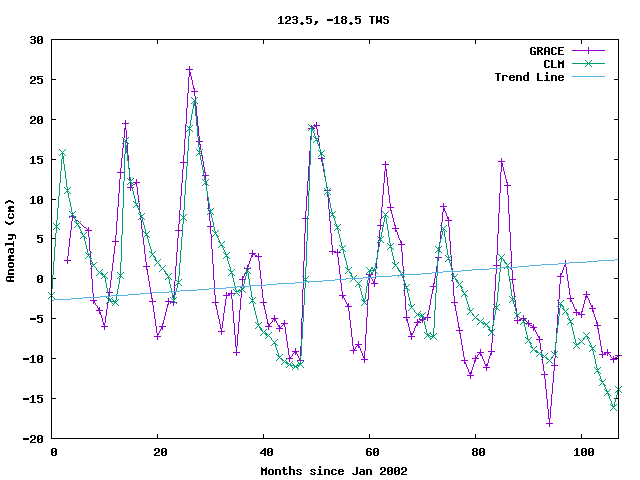 123.5, -18.5 TWS
GRACE
CLM
Trend Line
30
25
20
15
10
5
0
-5
-10
-15
-20
Anomaly (cm)
0 20 40 60 80 100
Months since Jan 2002